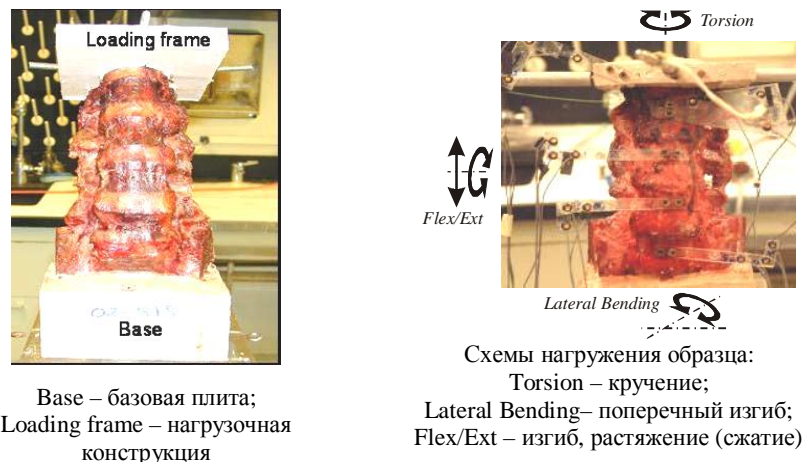 Loading frame
Base
Base – базовая плита;
Loading frame – нагрузочная
конструкция
Torsion
Flex/Ext
Lateral Bending
Схемы нагружения образца:
Torsion – кручение;
Lateral Bending– поперечный изгиб;
Flex/Ext – изгиб, растяжение (сжатие)